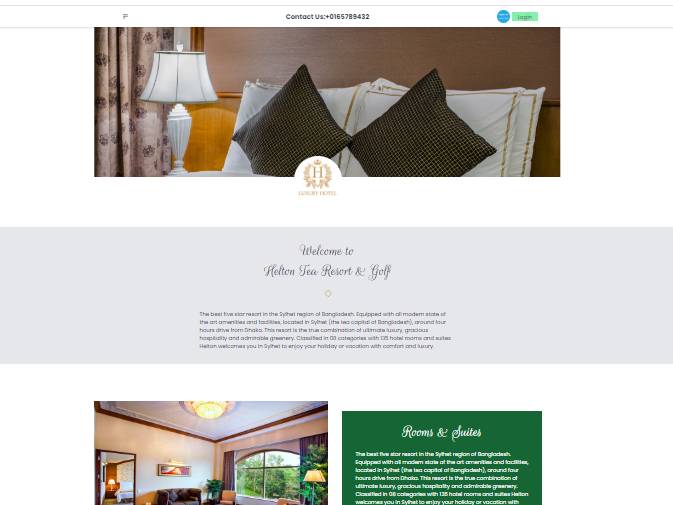 Contact Us:+0165789432
Login
H
LUXURY HOTEL
Welcome to
Helton Tea Resort & Golf
The best five star resort in the Sylhet region of Bangladesh. Equipped with all modern state of
the art amenities and facilities, located in Sylhet (the tea capital of Bangladesh), around four
hours drive from Dhaka. This resort is the true combination of ultimate luxury, gracious
hospitality and admirable greenery. Classified in 08 categories with 135 hotel rooms and suites
Helton welcomes you in Sylhet to enjoy your holiday or vacation with comfort and luxury.
Rooms & Suites
The best five star resort in the Sylhet region of Bangladesh.
Equipped with all modern state of the art amenities and facilities,
located in Sylhet (the tea capital of Bangladesh), around four
hours drive from Dhaka. This resort is the true combination of
ultimate luxury, gracious hospitality and admirable greenery.
Classified in 08 categories with 135 hotel rooms and suites Helton
welcomes you in Sylhet to enjoy your holiday or vacation with